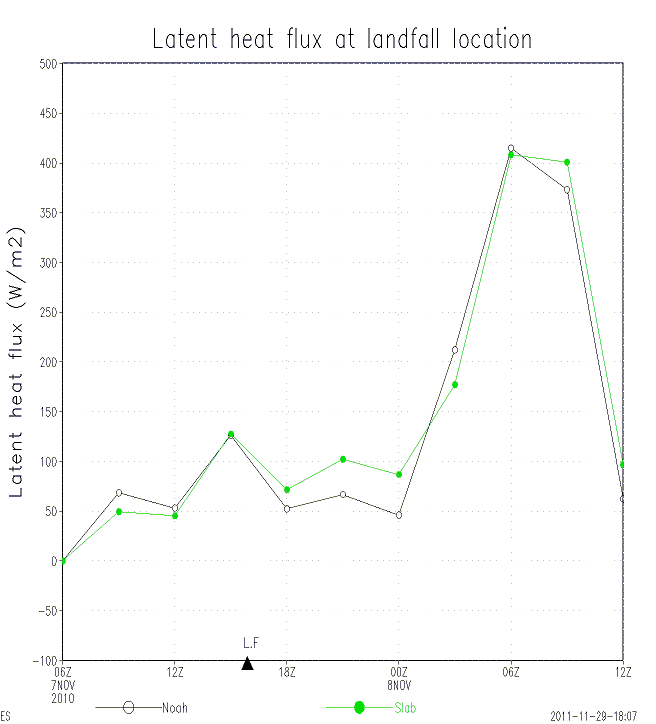 Latent heat flux at landfall location
Latent heat flux (W/m2)
500
450
400
350
300
250
200
150
100
50
0
-50
-100
L.F
06Z 12Z 18Z 00Z 06Z 12Z
7NOV 8NOV
2010
Noah Slab
ES 2011-11-29-18:07